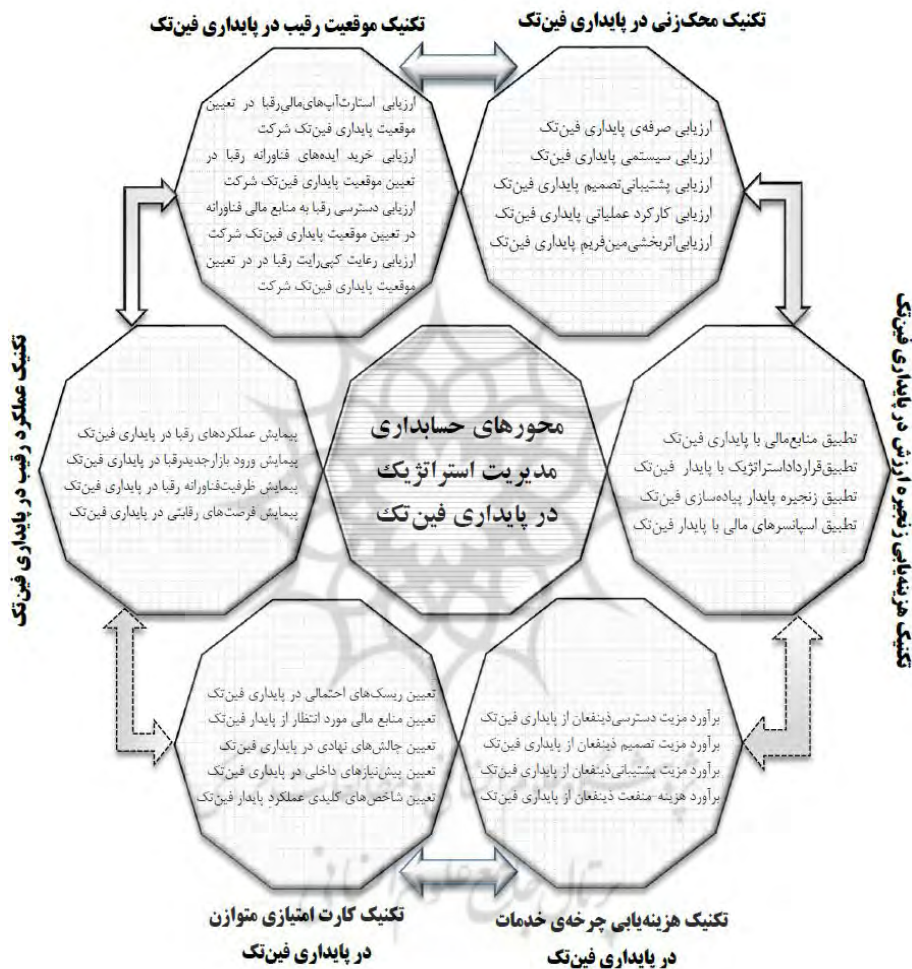 تکنیک محک‌زنی در پایداری فین‌تک
ارزیابی صرفه‌ی پایداری فین‌تک
ارزیابی سیستمی پایداری فین‌تک
ارزیابی پشتیبانی‌تصمیم پایداری فین‌تک
ارزیابی کارکرد عملیاتی پایداری فین‌تک
ارزیابی‌اثربخشی‌مین‌فریم پایداری فین‌تک
تکنیک موقعیت رقیب در پایداری فین‌تک
ارزیابی استارت‌آپ‌های‌مالی‌رقبا در تعیین
موقعیت پایداری فین‌تک شرکت
ارزیابی خرید ایده‌های فناورانه رقبا در
تعیین موقعیت پایداری فین‌تک شرکت
ارزیابی دسترسی رقبا به منابع مالی فناورانه
در تعیین موقعیت پایداری فین‌تک شرکت
ارزیابی رعایت کپی‌رایت رقبا در در تعیین
موقعیت پایداری فین‌تک شرکت
تکنیک هزینه‌یابی زنجیره ارزش در پایداری فین‌تک
تطبیق منابع‌مالی با پایداری فین‌تک
تطبیق‌قرارداداستراتژیک با پایدار فین‌تک
تطبیق زنجیره پایدار پیاده‌سازی فین‌تک
تطبیق اسپانسرهای مالی با پایدار فین‌تک
محورهای حسابداری
مدیریت استراتژیک
در پایداری فین‌تک
تکنیک عملکرد رقیب در پایداری فین‌تک
پیمایش عملکردهای رقبا در پایداری فین‌تک
پیمایش ورود بازارجدیدرقبا در پایداری فین‌تک
پیمایش ظرفیت‌فناورانه رقبا در پایداری فین‌تک
پیمایش فرصت‌های رقابتی در پایداری فین‌تک
برآورد مزیت دسترسی‌ذینفعان از پایداری فین‌تک
برآورد مزیت تصمیم ذینفعان از پایداری فین‌تک
برآورد مزیت پشتیبانی‌ذینفعان از پایداری فین‌تک
برآورد هزینه-منفعت ذینفعان از پایداری فین‌تک
تکنیک هزینه‌یابی چرخه‌ی خدمات
در پایداری فین‌تک
تعیین ریسک‌های احتمالی در پایداری فین‌تک
تعیین منابع مالی مورد انتظار از پایدار فین‌تک
تعیین چالش‌های نهادی در پایداری فین‌تک
تعیین پیش‌نیازهای داخلی در پایداری فین‌تک
تعیین شاخص‌های کلیدی عملکرد پایدار فین‌تک
تکنیک کارت امتیازی متوازن
در پایداری فین‌تک
پرتال جامع علوم انسانی